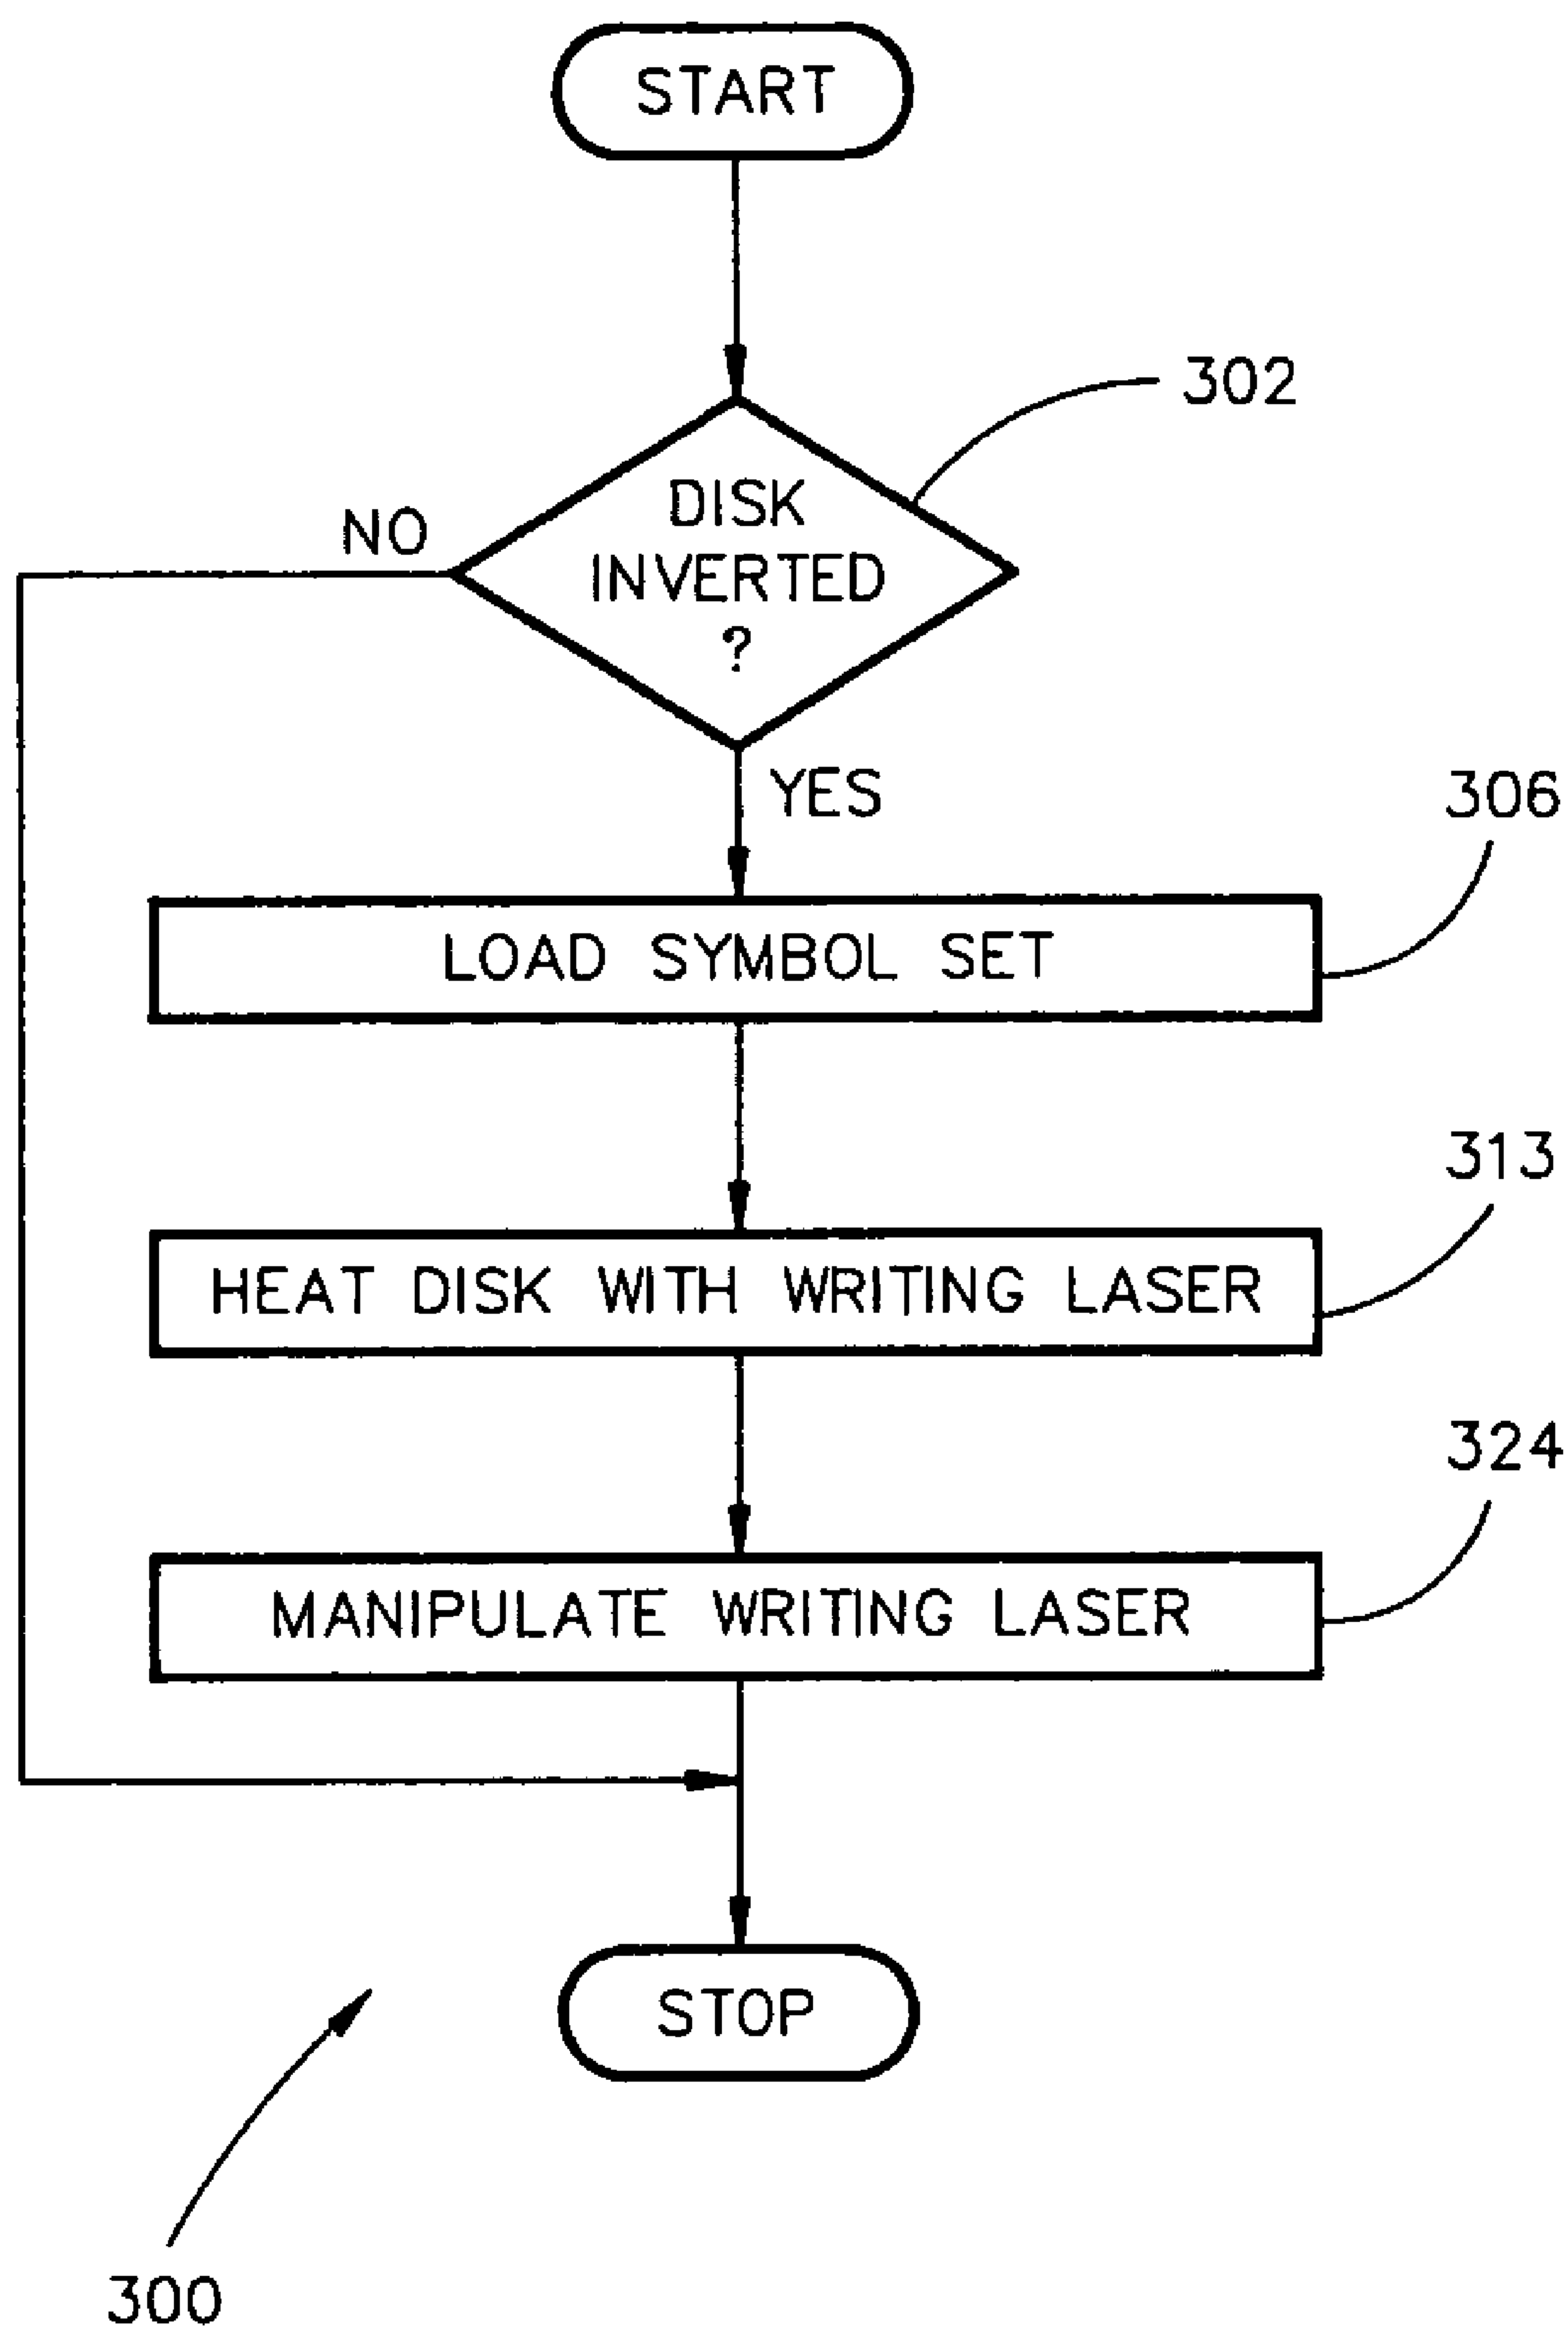 START
302
DISK
INVERTED
?
NO
YES
306
LOAD SYMBOL SET
313
HEAT DISK WITH WRITING LASER
324
MANIPULATE WRITING LASER
STOP
300